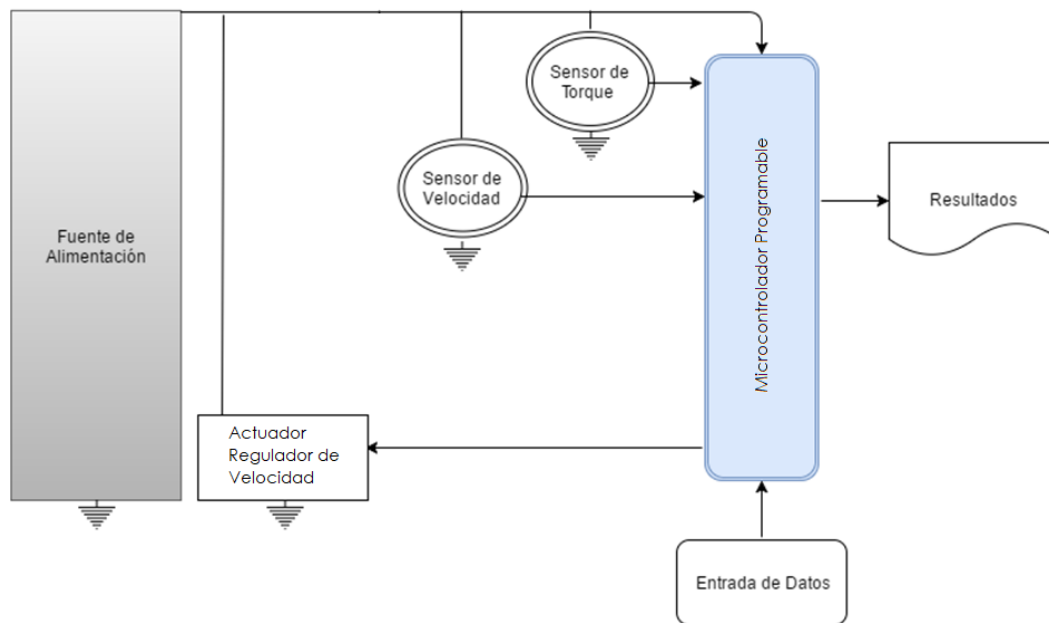 Sensor de
Torque
Sensor de
Velocidad
Fuente de
Alimentación
Microcontrolador Programable
Resultados
Actuador
Regulador de
Velocidad
Entrada de Datos